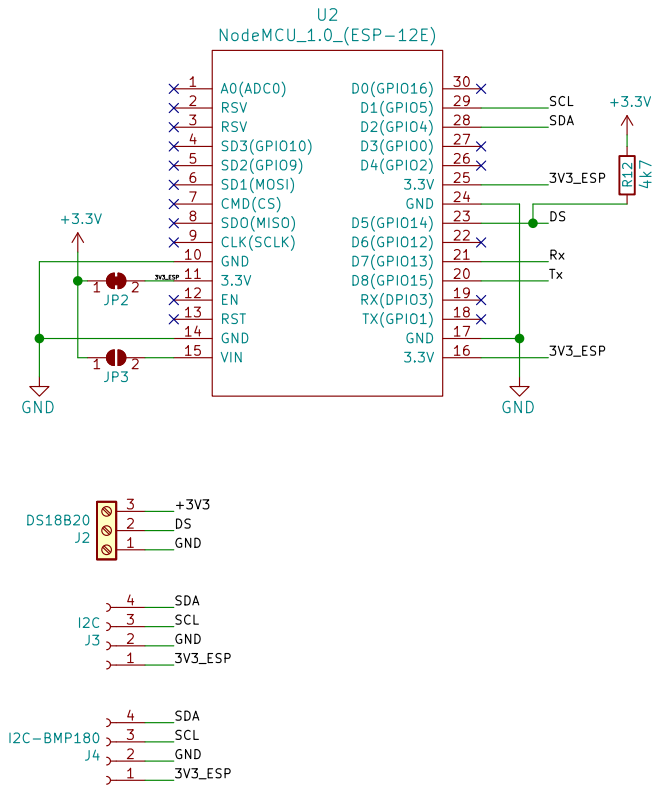 U2
NodeMCU_1.0_(ESP-12E)
1 A0(ADC0) D0(GPIO16) 30
2 RSV D1(GPIO5) 29 SCL
3 RSV D2(GPIO4) 28 SDA
4 SD3(GPIO10) D3(GPIO0) 27
5 SD2(GPIO9) D4(GPIO2) 26
6 SD1(MOSI) 3.3V 25 3V3_ESP
7 CMD(CS) GND 24
8 SD0(MISO) D5(GPIO14) 23 DS
9 CLK(SCLK) D6(GPIO12) 22
10 GND D7(GPIO13) 21 Rx
3V3_ESP 11 3.3V D8(GPIO15) 20 Tx
12 EN RX(DPIO3) 19
13 RST TX(GPIO1) 18
14 GND GND 17
15 VIN 3.3V 16 3V3_ESP
+3.3V
R12
4k7
+3.3V
1 2
JP2
1 2
JP3
GND
GND
DS18B20
J2
3 +3V3
2 DS
1 GND
I2C
J3
4 SDA
3 SCL
2 GND
1 3V3_ESP
I2C-BMP180
J4
4 SDA
3 SCL
2 GND
1 3V3_ESP